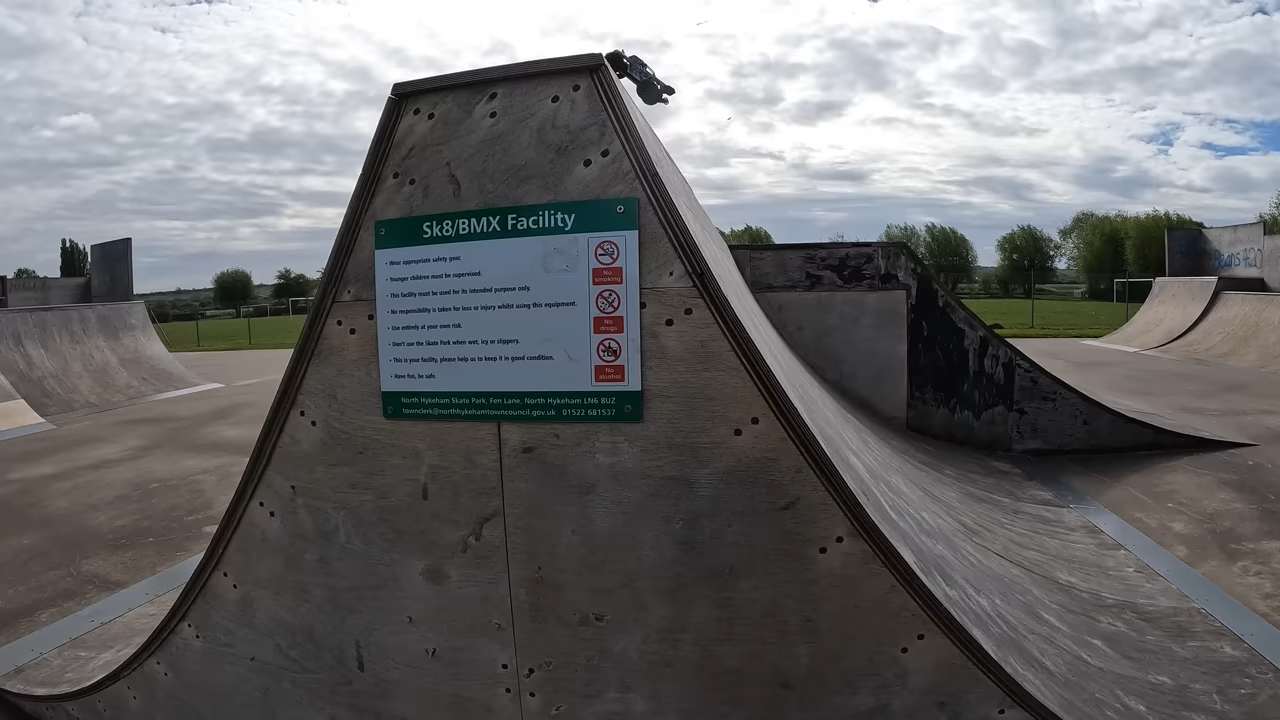 Sk8/BMX Facility
• Wear appropriate safety gear.
• Younger children must be supervised.
• This facility must be used for its intended purpose only.
• No responsibility is taken for loss or injury whilst using this equipment.
• Use entirely at your own risk.
• Don't use the Skate Park when wet, icy or slippery.
• This is your facility, please help us to keep it in good condition.
• Have fun, be safe.
No
smoking
No
drugs
No
alcohol
North Hykeham Skate Park, Fen Lane, North Hykeham LN6 8UZ
townclerk@northhykehamtowncouncil.gov.uk 01522 681537